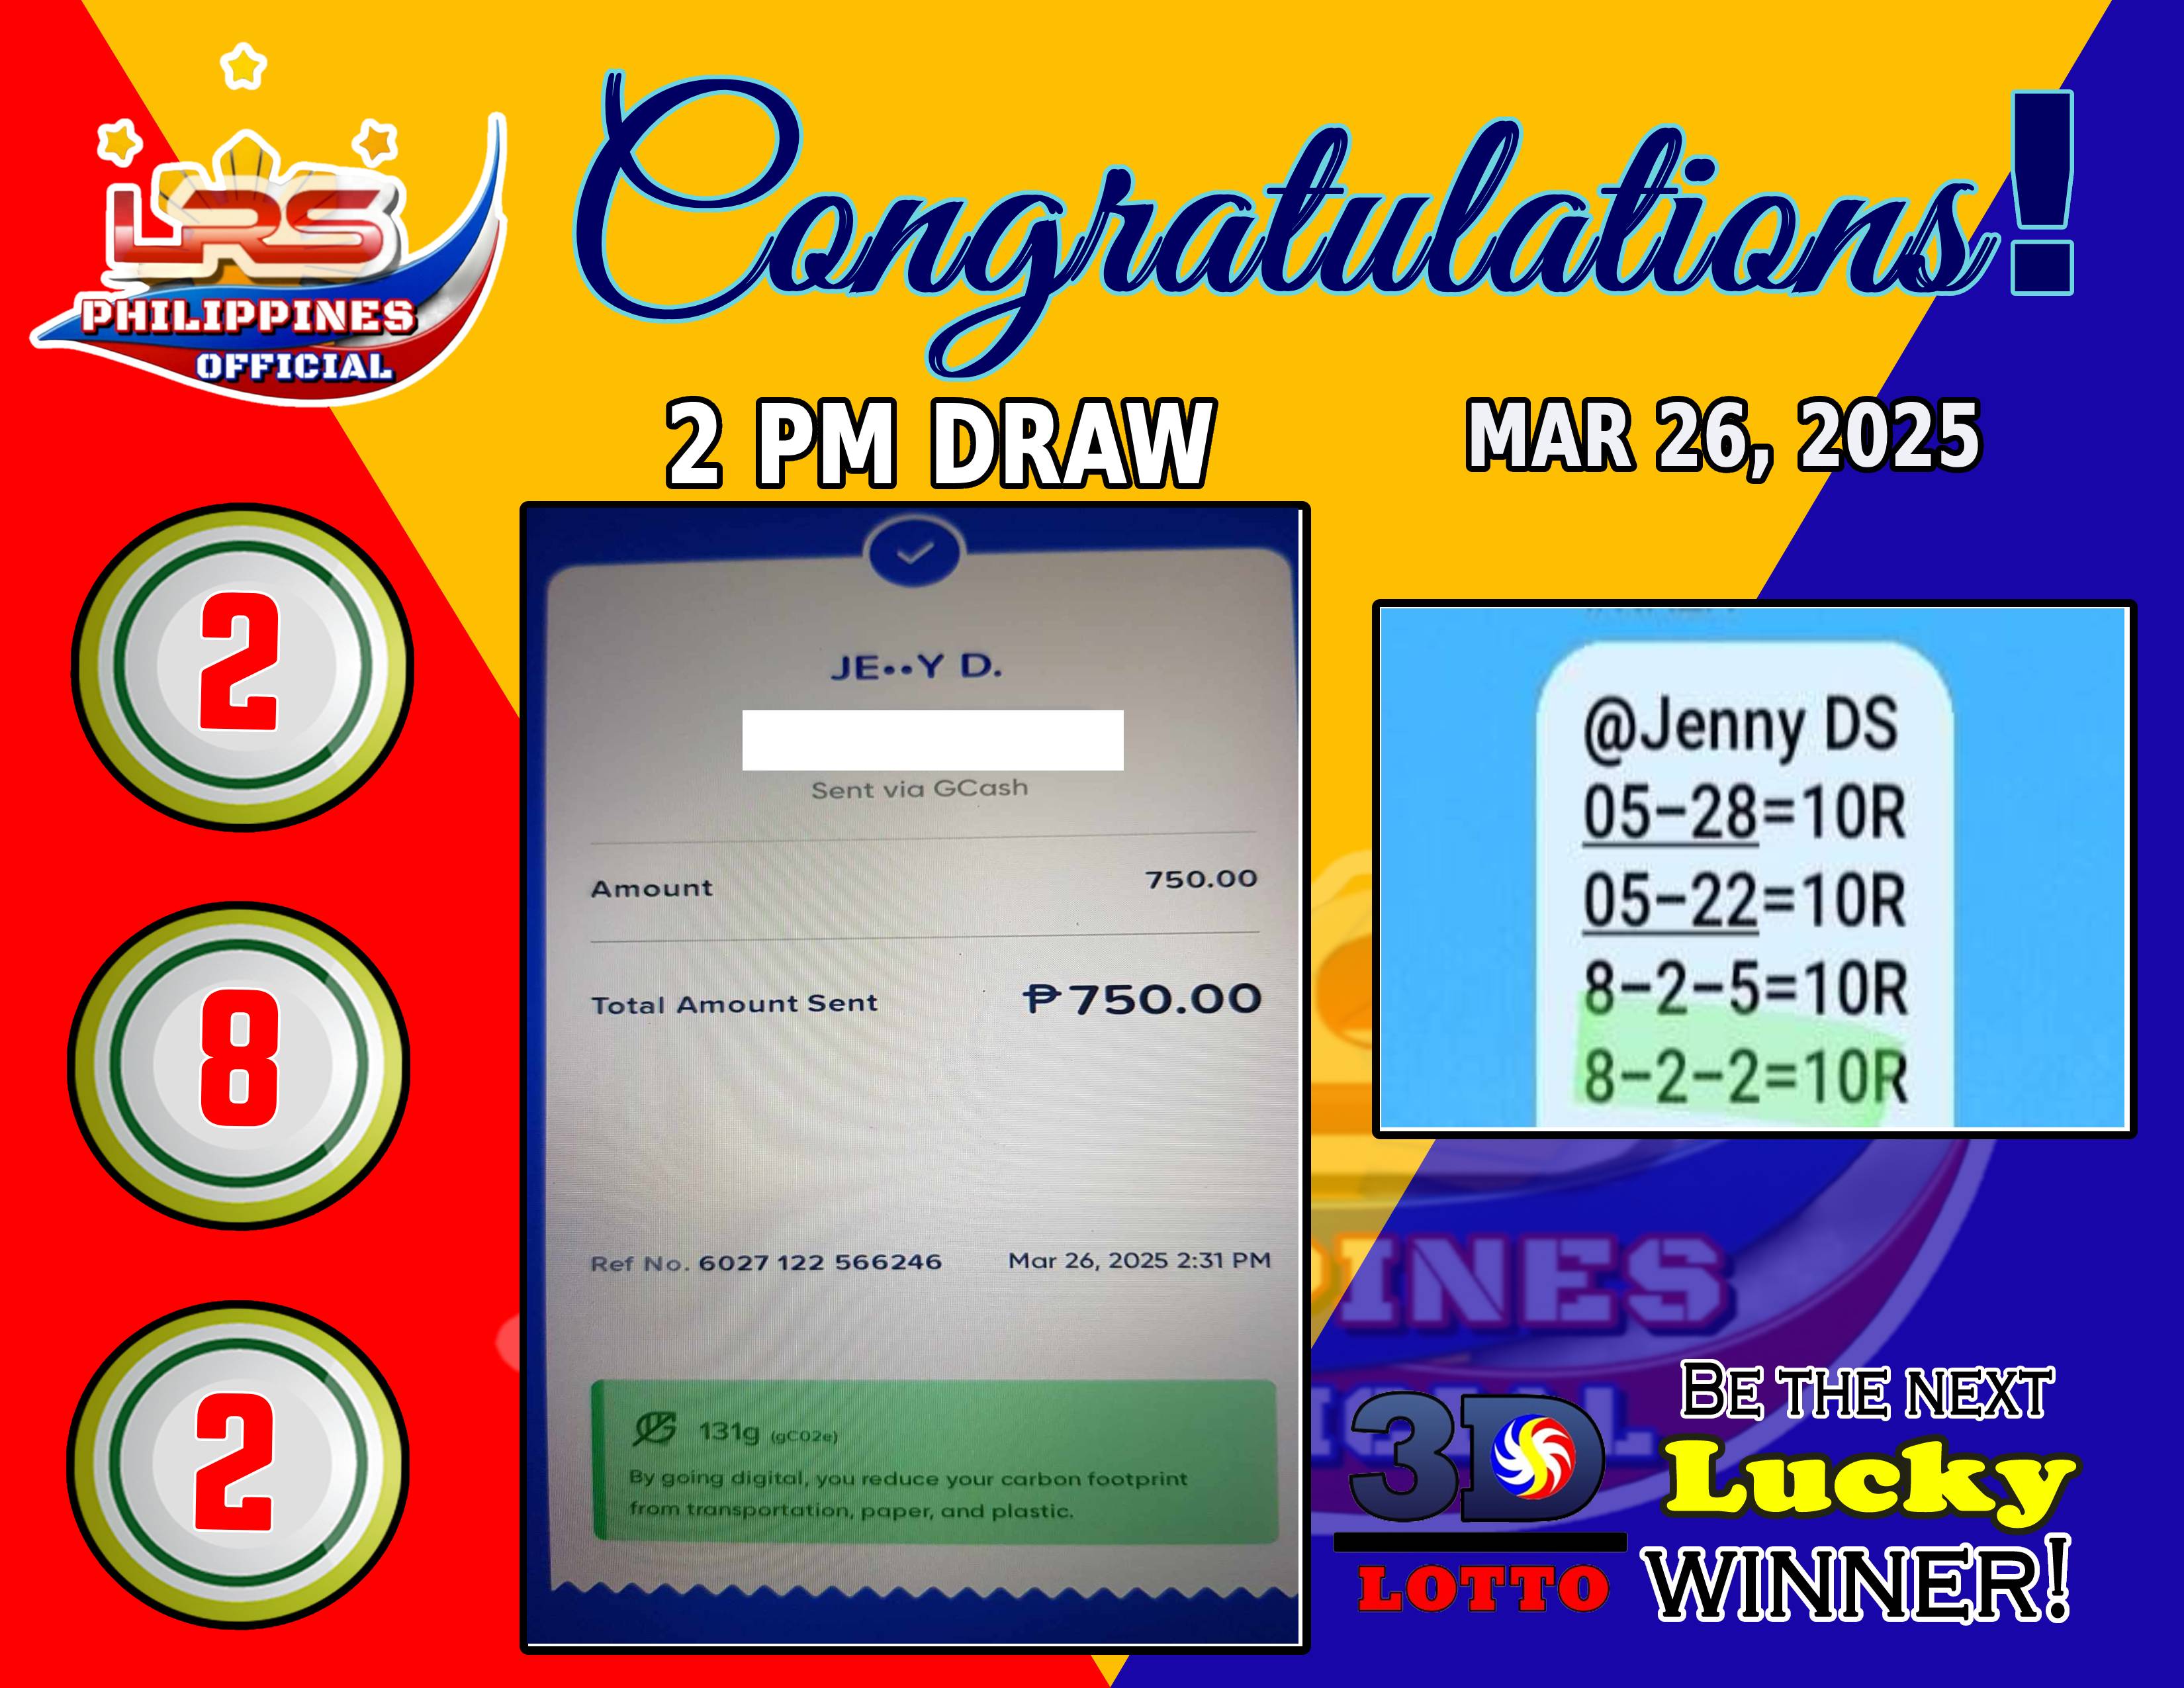 LRS
PHILIPPINES
OFFICIAL
Congratulations!
2 PM DRAW
MAR 26, 2025
2
8
2
JE••Y D.
Sent via GCash
Amount 750.00
Total Amount Sent ₱750.00
Ref No. 6027 122 566246 Mar 26, 2025 2:31 PM
131g (gCO2e)
By going digital, you reduce your carbon footprint
from transportation, paper, and plastic.
@Jenny DS
05-28=10R
05-22=10R
8-2-5=10R
8-2-2=10R
3D
LOTTO
BE THE NEXT
Lucky
WINNER!